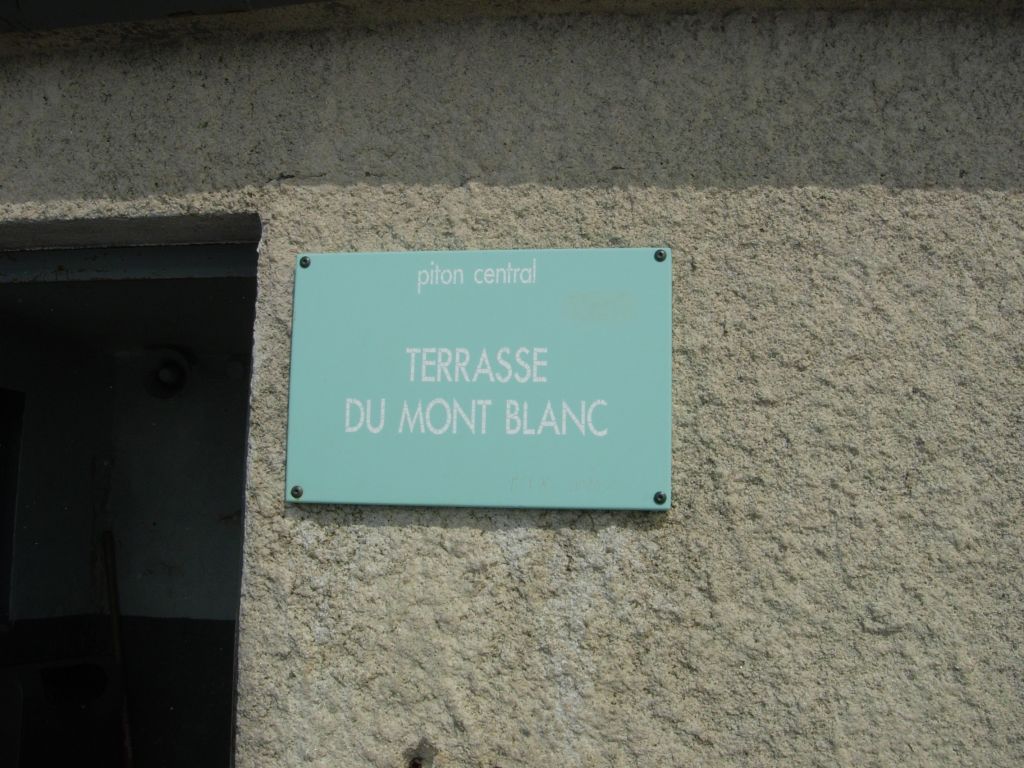 piton central
TERRASSE
DU MONT BLANC